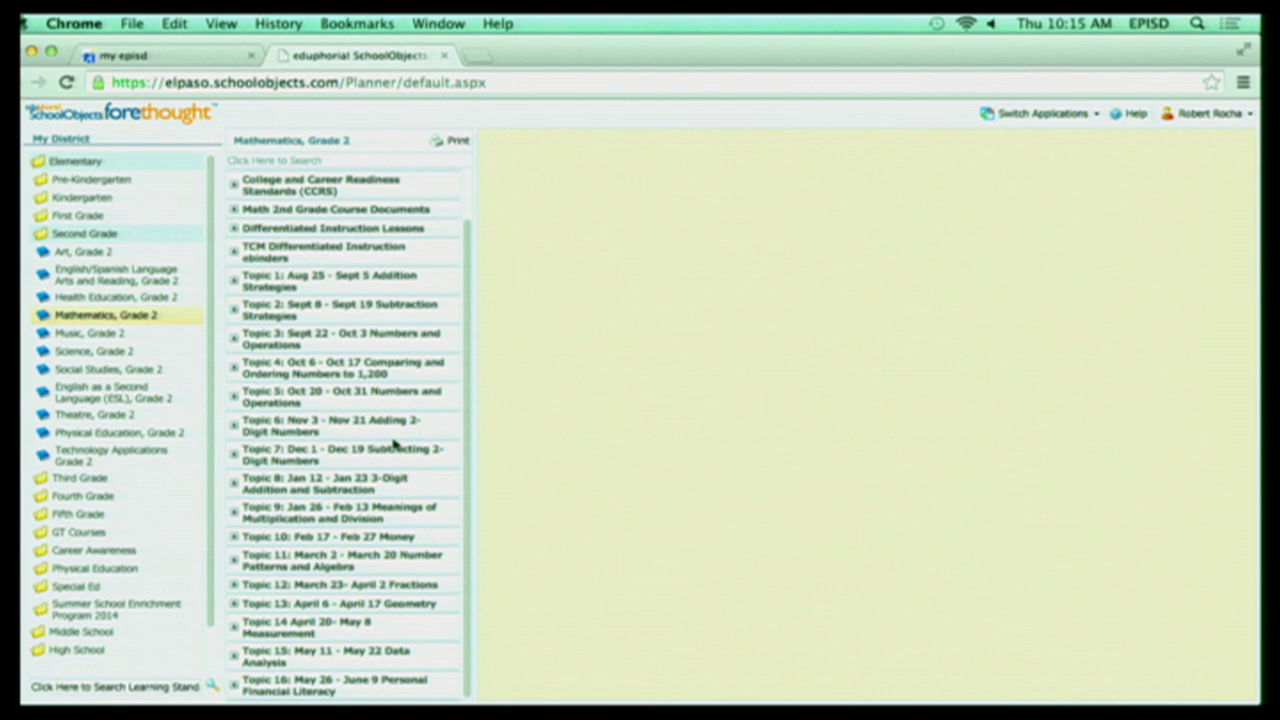 Chrome File Edit View History Bookmarks Window Help Thu 10:15 AM EPISD
my episd
eduphoria! SchoolObjects:
https://elpaso.schoolobjects.com/Planner/default.aspx
SchoolObjects forethought™
Switch Applications Help Robert Rocha
My District
Elementary
Pre-Kindergarten
Kindergarten
First Grade
Second Grade
Art, Grade 2
English/Spanish Language
Arts and Reading, Grade 2
Health Education, Grade 2
Mathematics, Grade 2
Music, Grade 2
Science, Grade 2
Social Studies, Grade 2
English as a Second
Language (ESL), Grade 2
Theatre, Grade 2
Physical Education, Grade 2
Technology Applications
Grade 2
Third Grade
Fourth Grade
Fifth Grade
GT Courses
Career Awareness
Physical Education
Special Ed
Summer School Enrichment
Program 2014
Middle School
High School
Click Here to Search Learning Stand
Mathematics, Grade 2
Print
Click Here to Search
College and Career Readiness
Standards (CCRS)
Math 2nd Grade Course Documents
Differentiated Instruction Lessons
TCM Differentiated Instruction
ebinders
Topic 1: Aug 25 - Sept 5 Addition
Strategies
Topic 2: Sept 8 - Sept 19 Subtraction
Strategies
Topic 3: Sept 22 - Oct 3 Numbers and
Operations
Topic 4: Oct 6 - Oct 17 Comparing and
Ordering Numbers to 1,200
Topic 5: Oct 20 - Oct 31 Numbers and
Operations
Topic 6: Nov 3 - Nov 21 Adding 2-
Digit Numbers
Topic 7: Dec 1 - Dec 19 Subtracting 2-
Digit Numbers
Topic 8: Jan 12 - Jan 23 3-Digit
Addition and Subtraction
Topic 9: Jan 26 - Feb 13 Meanings of
Multiplication and Division
Topic 10: Feb 17 - Feb 27 Money
Topic 11: March 2 - March 20 Number
Patterns and Algebra
Topic 12: March 23- April 2 Fractions
Topic 13: April 6 - April 17 Geometry
Topic 14 April 20- May 8
Measurement
Topic 15: May 11 - May 22 Data
Analysis
Topic 16: May 26 - June 9 Personal
Financial Literacy